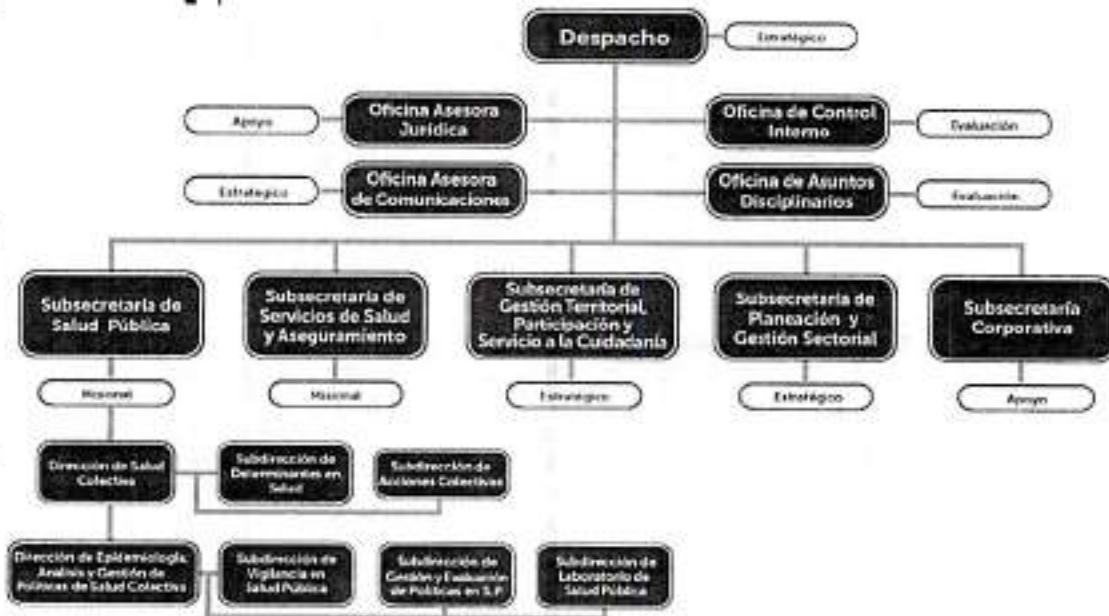 Despacho
Estratégico
Apoyo
Oficina Asesora
Jurídica
Oficina de Control
Interno
Evaluación
Estratégico
Oficina Asesora
de Comunicaciones
Oficina de Asuntos
Disciplinarios
Evaluación
Subsecretaría de
Salud Pública
Subsecretaría de
Servicios de Salud
y Aseguramiento
Subsecretaría de
Gestión Territorial,
Participación y
Servicio a la Cuidadanía
Subsecretaría de
Planeación y
Gestión Sectorial
Subsecretaría
Corporativa
Misional
Misional
Estratégico
Estratégico
Apoyo
Dirección de Salud
Colectiva
Subdirección de
Determinantes en
Salud
Subdirección de
Acciones Colectivas
Dirección de Epidemiología,
Análisis y Gestión de
Políticas de Salud Colectiva
Subdirección de
Vigilancia en
Salud Pública
Subdirección de
Gestión y Evaluación
de Políticas en S.P
Subdirección de
Laboratorio de
Salud Pública